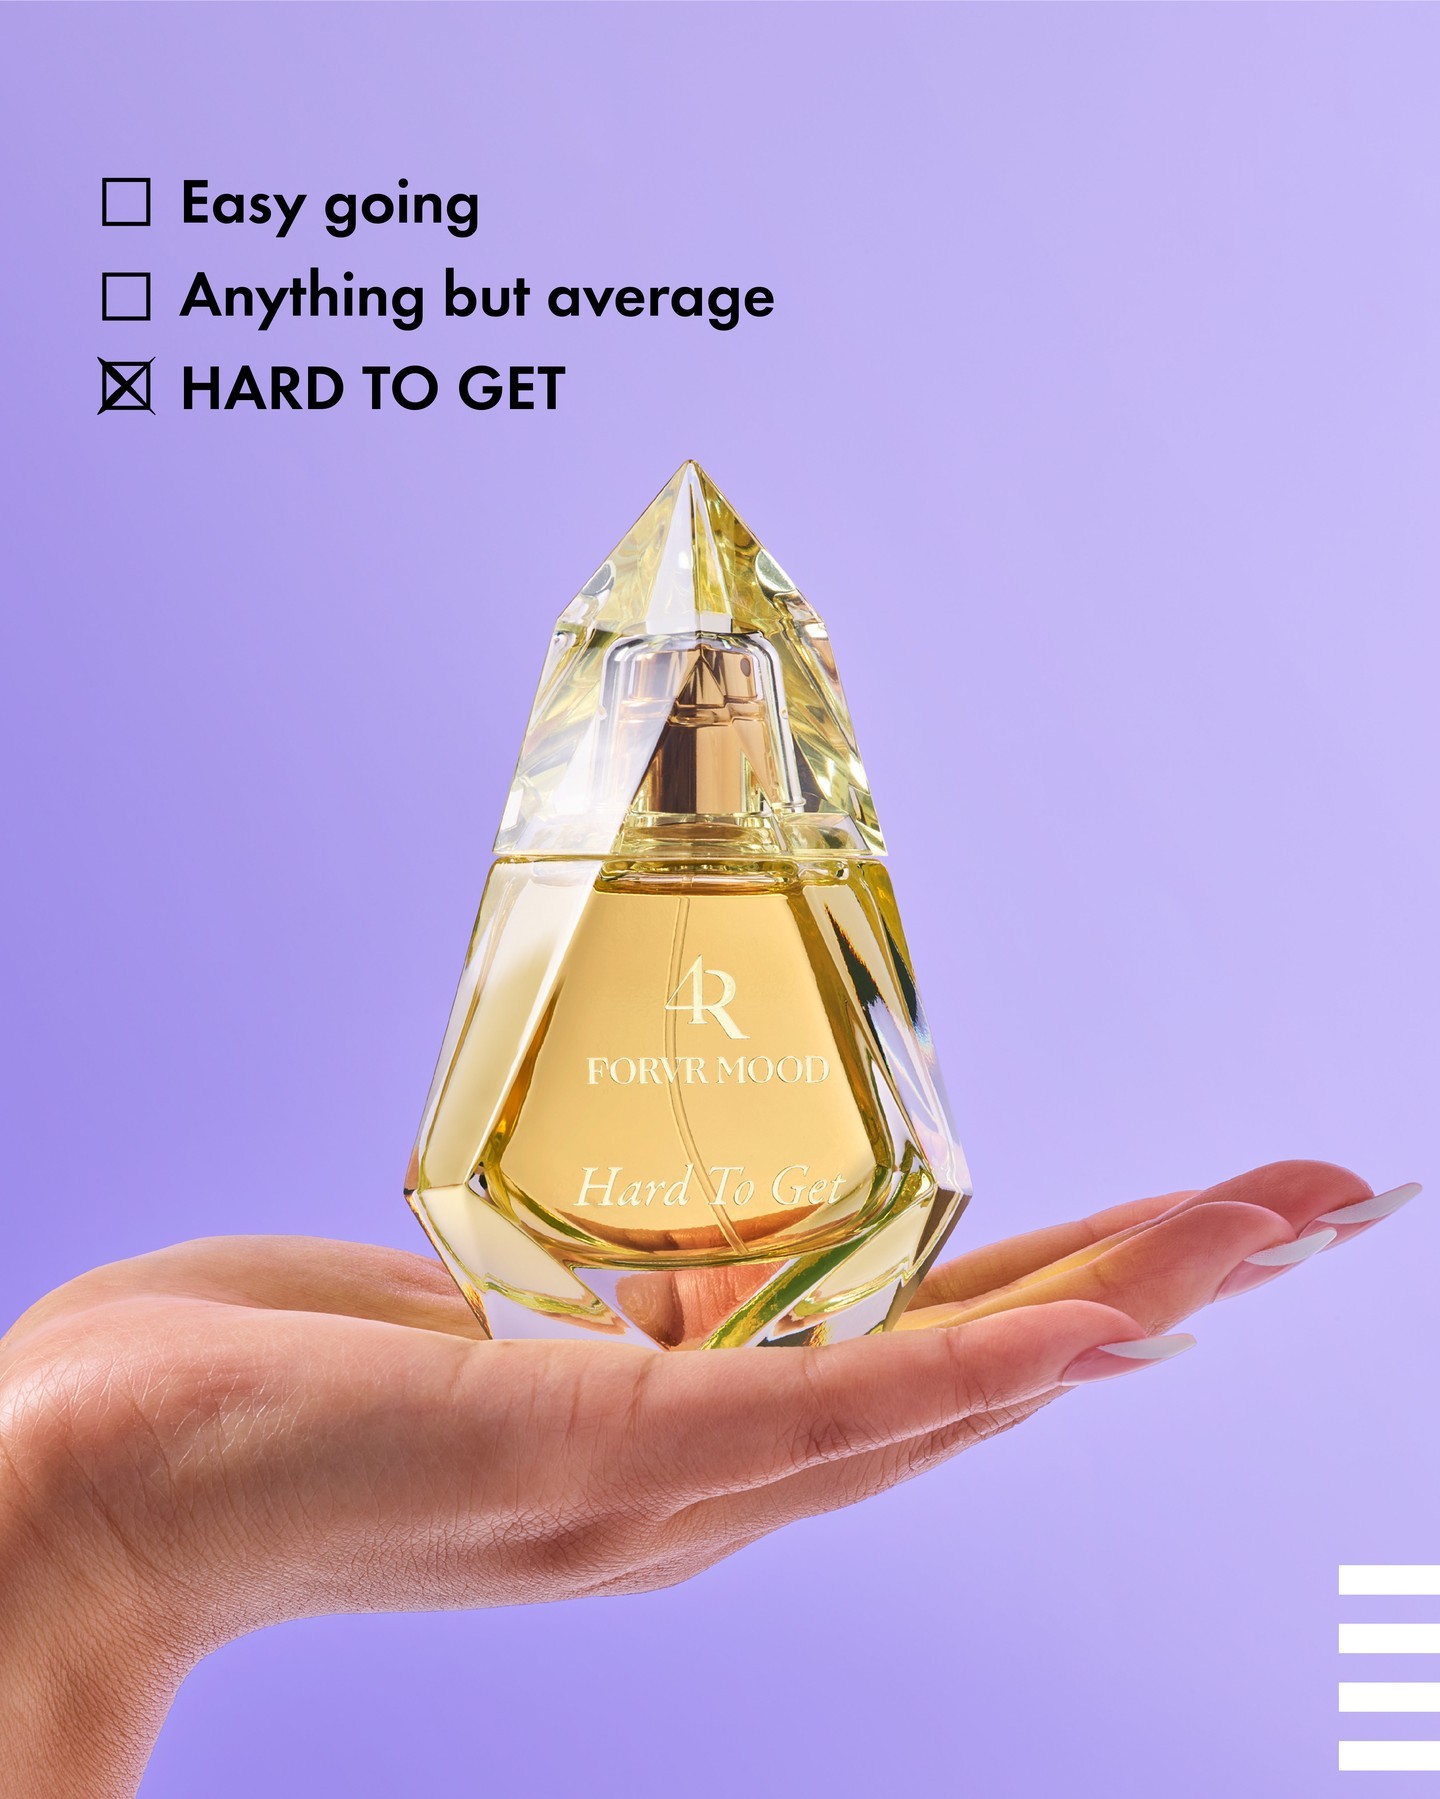 Easy going
Anything but average
HARD TO GET
4R
FORVR MOOD
Hard To Get